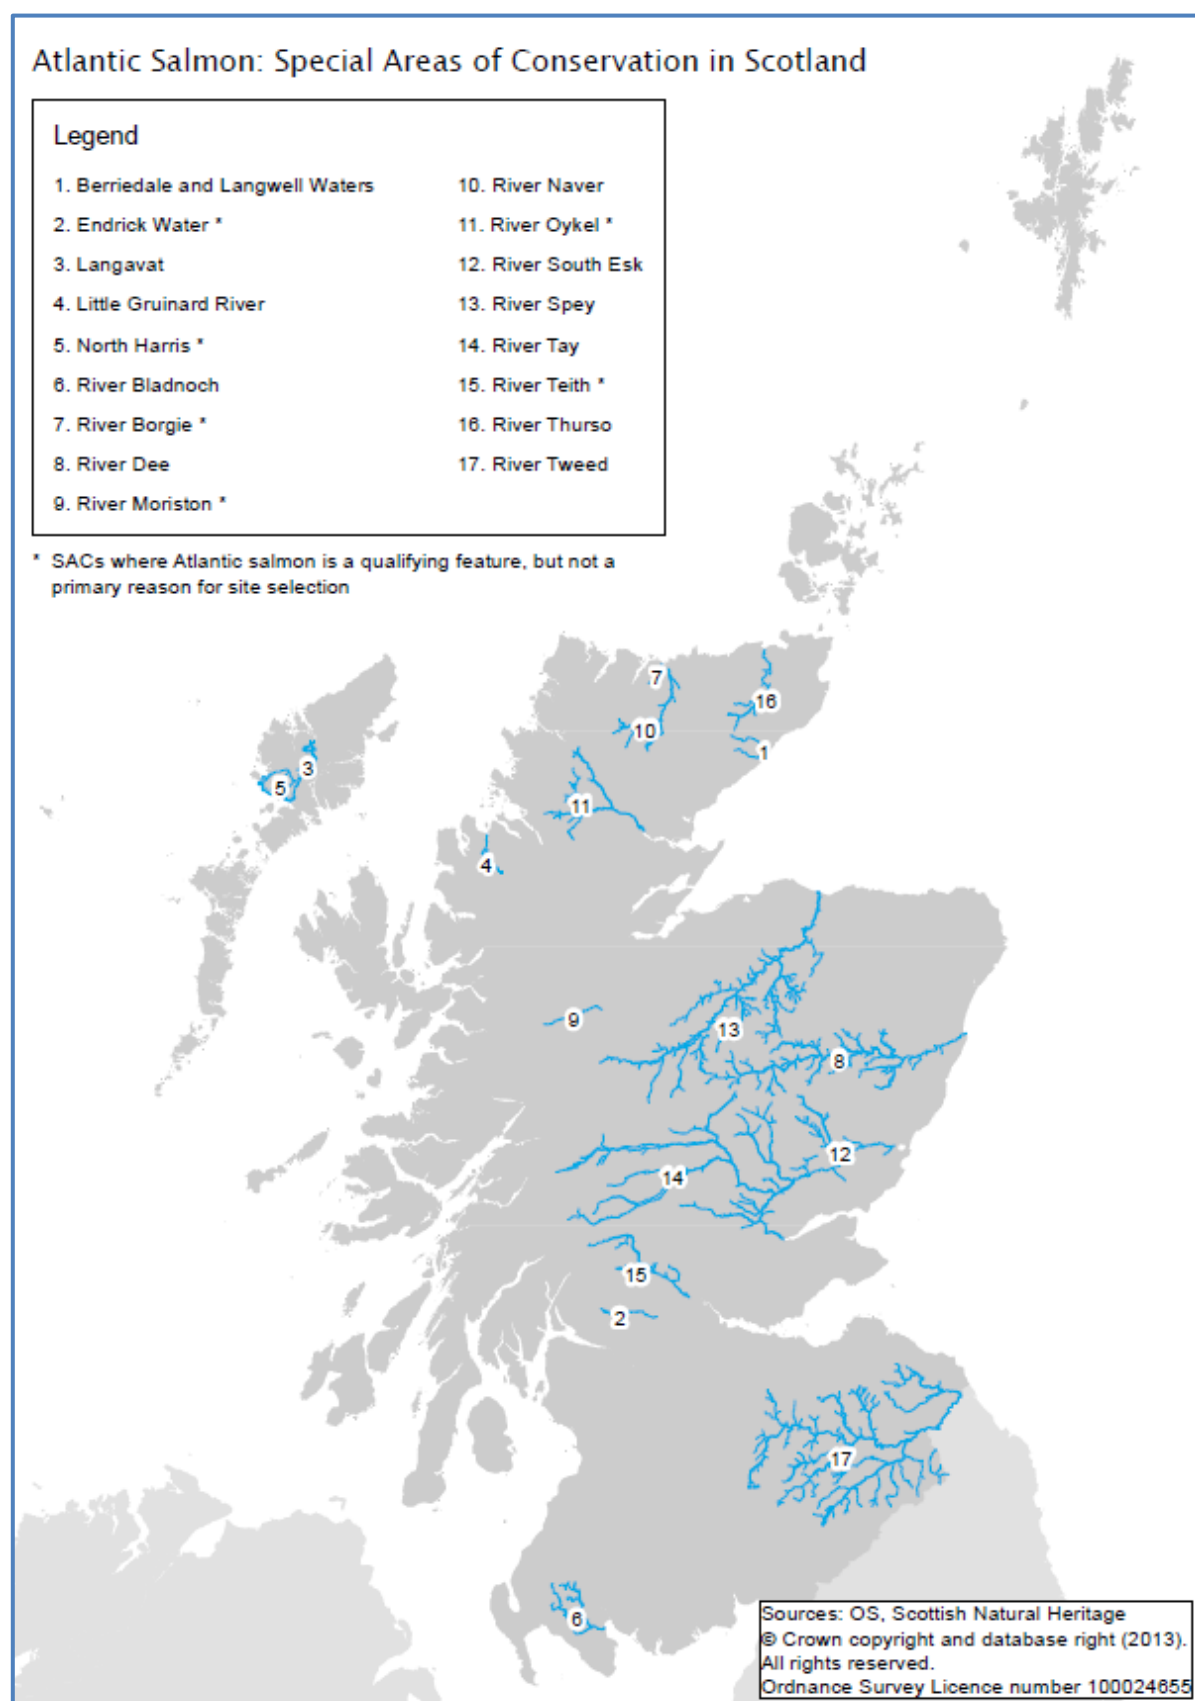 Atlantic Salmon: Special Areas of Conservation in Scotland
Legend
1. Berriedale and Langwell Waters
2. Endrick Water *
3. Langavat
4. Little Gruinard River
5. North Harris *
6. River Bladnoch
7. River Borgie *
8. River Dee
9. River Moriston *
10. River Naver
11. River Oykel *
12. River South Esk
13. River Spey
14. River Tay
15. River Teith *
16. River Thurso
17. River Tweed
* SACs where Atlantic salmon is a qualifying feature, but not a
primary reason for site selection
7
16
10
1
3
5
11
4
9
13
8
12
14
15
2
17
6
Sources: OS, Scottish Natural Heritage
© Crown copyright and database right (2013).
All rights reserved.
Ordnance Survey Licence number 100024655